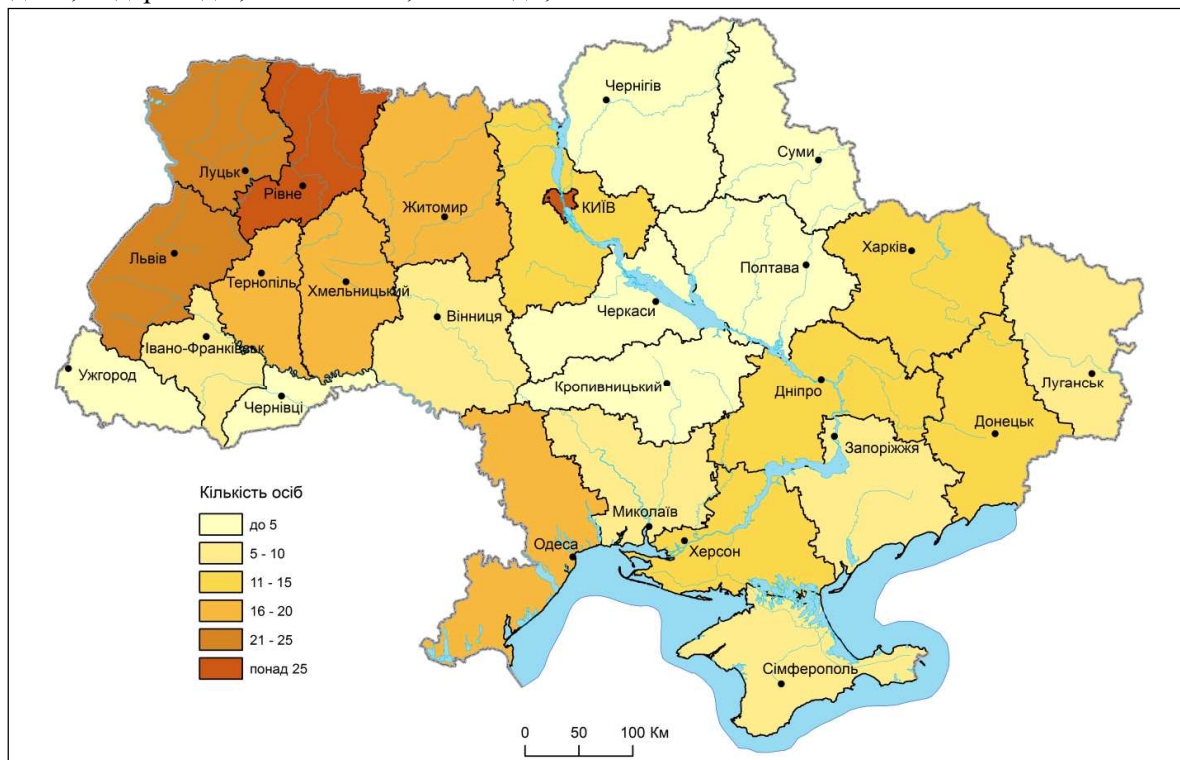 Чернігів
Суми
Луцьк
Рівне
Житомир
КИЇВ
Харків
Львів
Тернопіль
Хмельницький
Полтава
Черкаси
Вінниця
Івано-Франківськ
Ужгород
Чернівці
Кропивницький
Дніпро
Луганськ
Донецьк
Запоріжжя
Миколаїв
Херсон
Одеса
Сімферополь
Кількість осіб
до 5
5 - 10
11 - 15
16 - 20
21 - 25
понад 25
0 50 100 Км